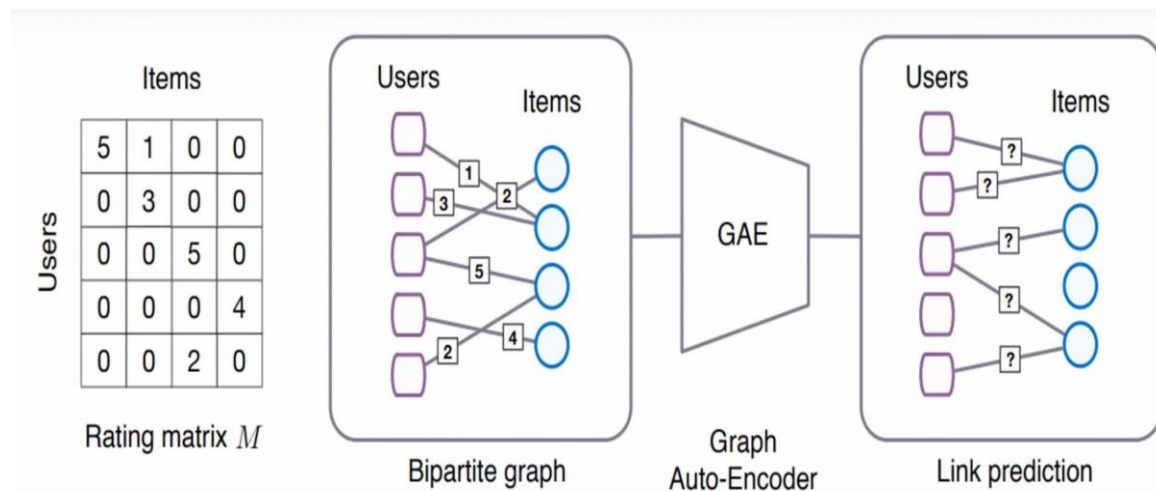 Items
Users
5 1 0 0
0 3 0 0
0 0 5 0
0 0 0 4
0 0 2 0
Rating matrix M
Users
Items
1
2
3
5
4
2
Bipartite graph
GAE
Graph
Auto-Encoder
Users
Items
?
?
?
?
?
Link prediction